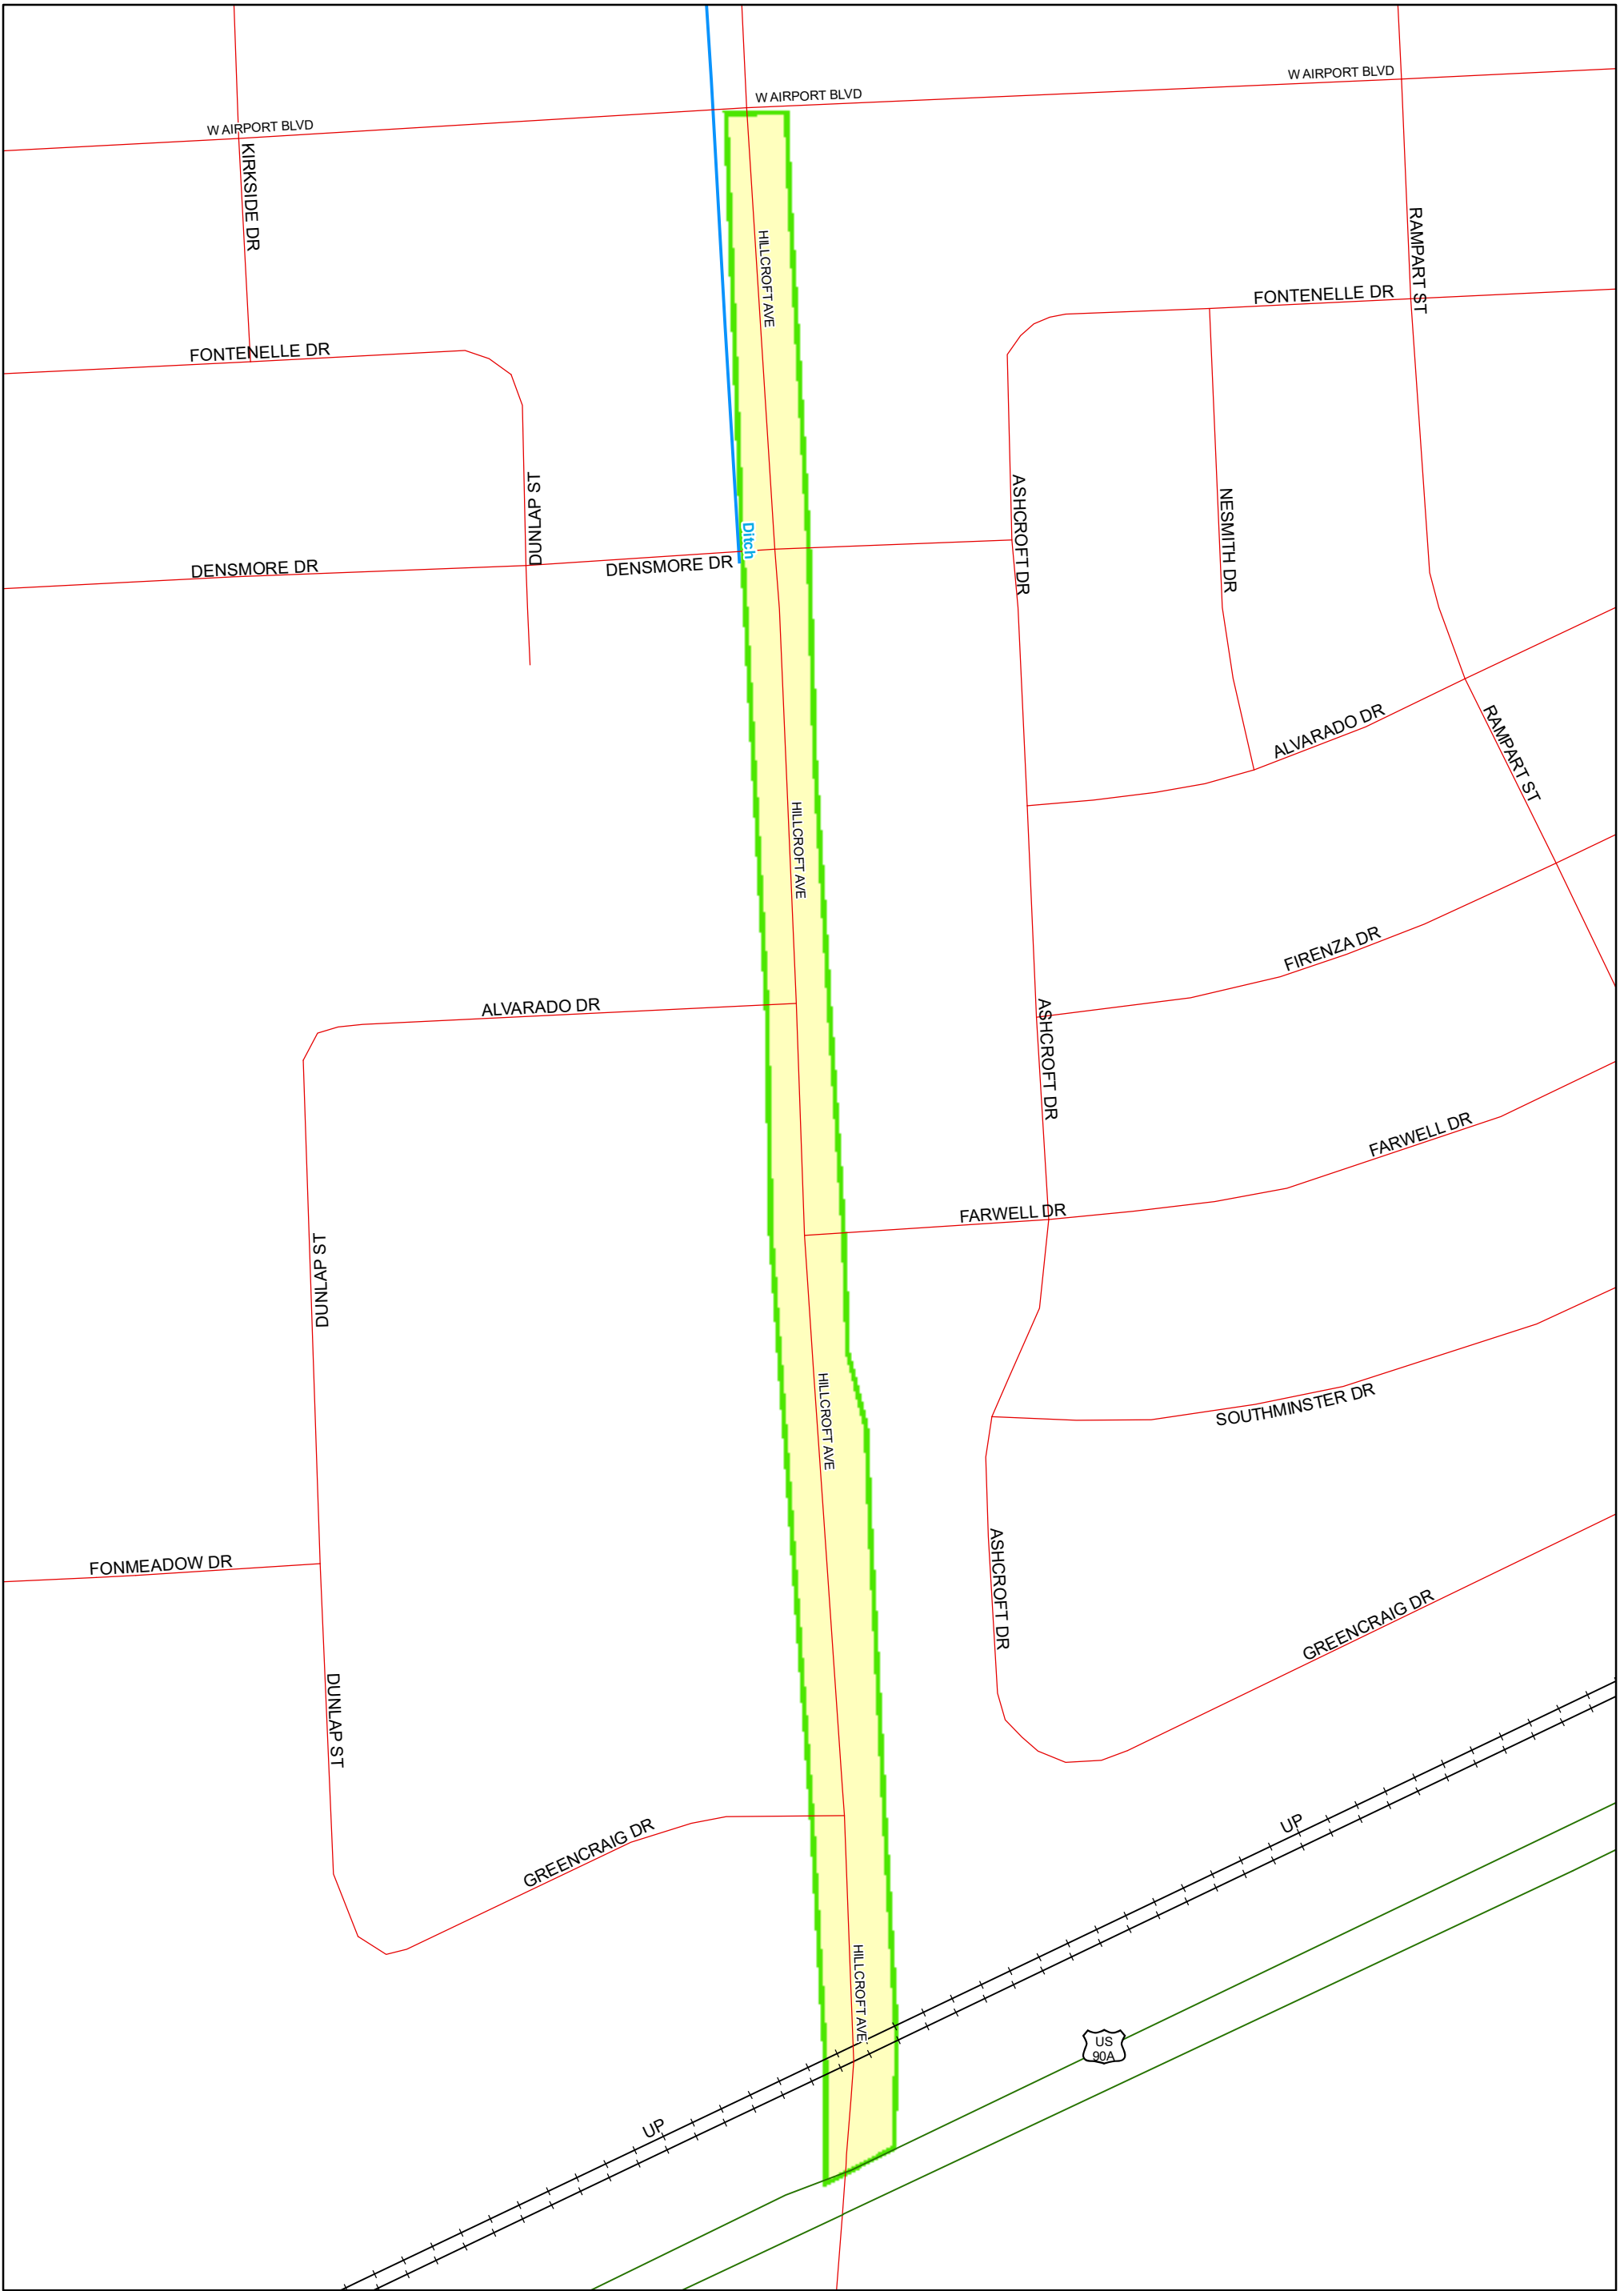 W AIRPORT BLVD
W AIRPORT BLVD
W AIRPORT BLVD
KIRKSIDE DR
HILLCROFT AVE
RAMPART ST
FONTENELLE DR
FONTENELLE DR
DUNLAP ST
ASHCROFT DR
NESMITH DR
Ditch
DENSMORE DR
DENSMORE DR
ALVARADO DR
RAMPART ST
HILLCROFT AVE
FIRENZA DR
ALVARADO DR
ASHCROFT DR
FARWELL DR
FARWELL DR
DUNLAP ST
HILLCROFT AVE
SOUTHMINSTER DR
FONMEADOW DR
ASHCROFT DR
GREENCRAIG DR
DUNLAP ST
GREENCRAIG DR
UP
HILLCROFT AVE
US
90A
UP